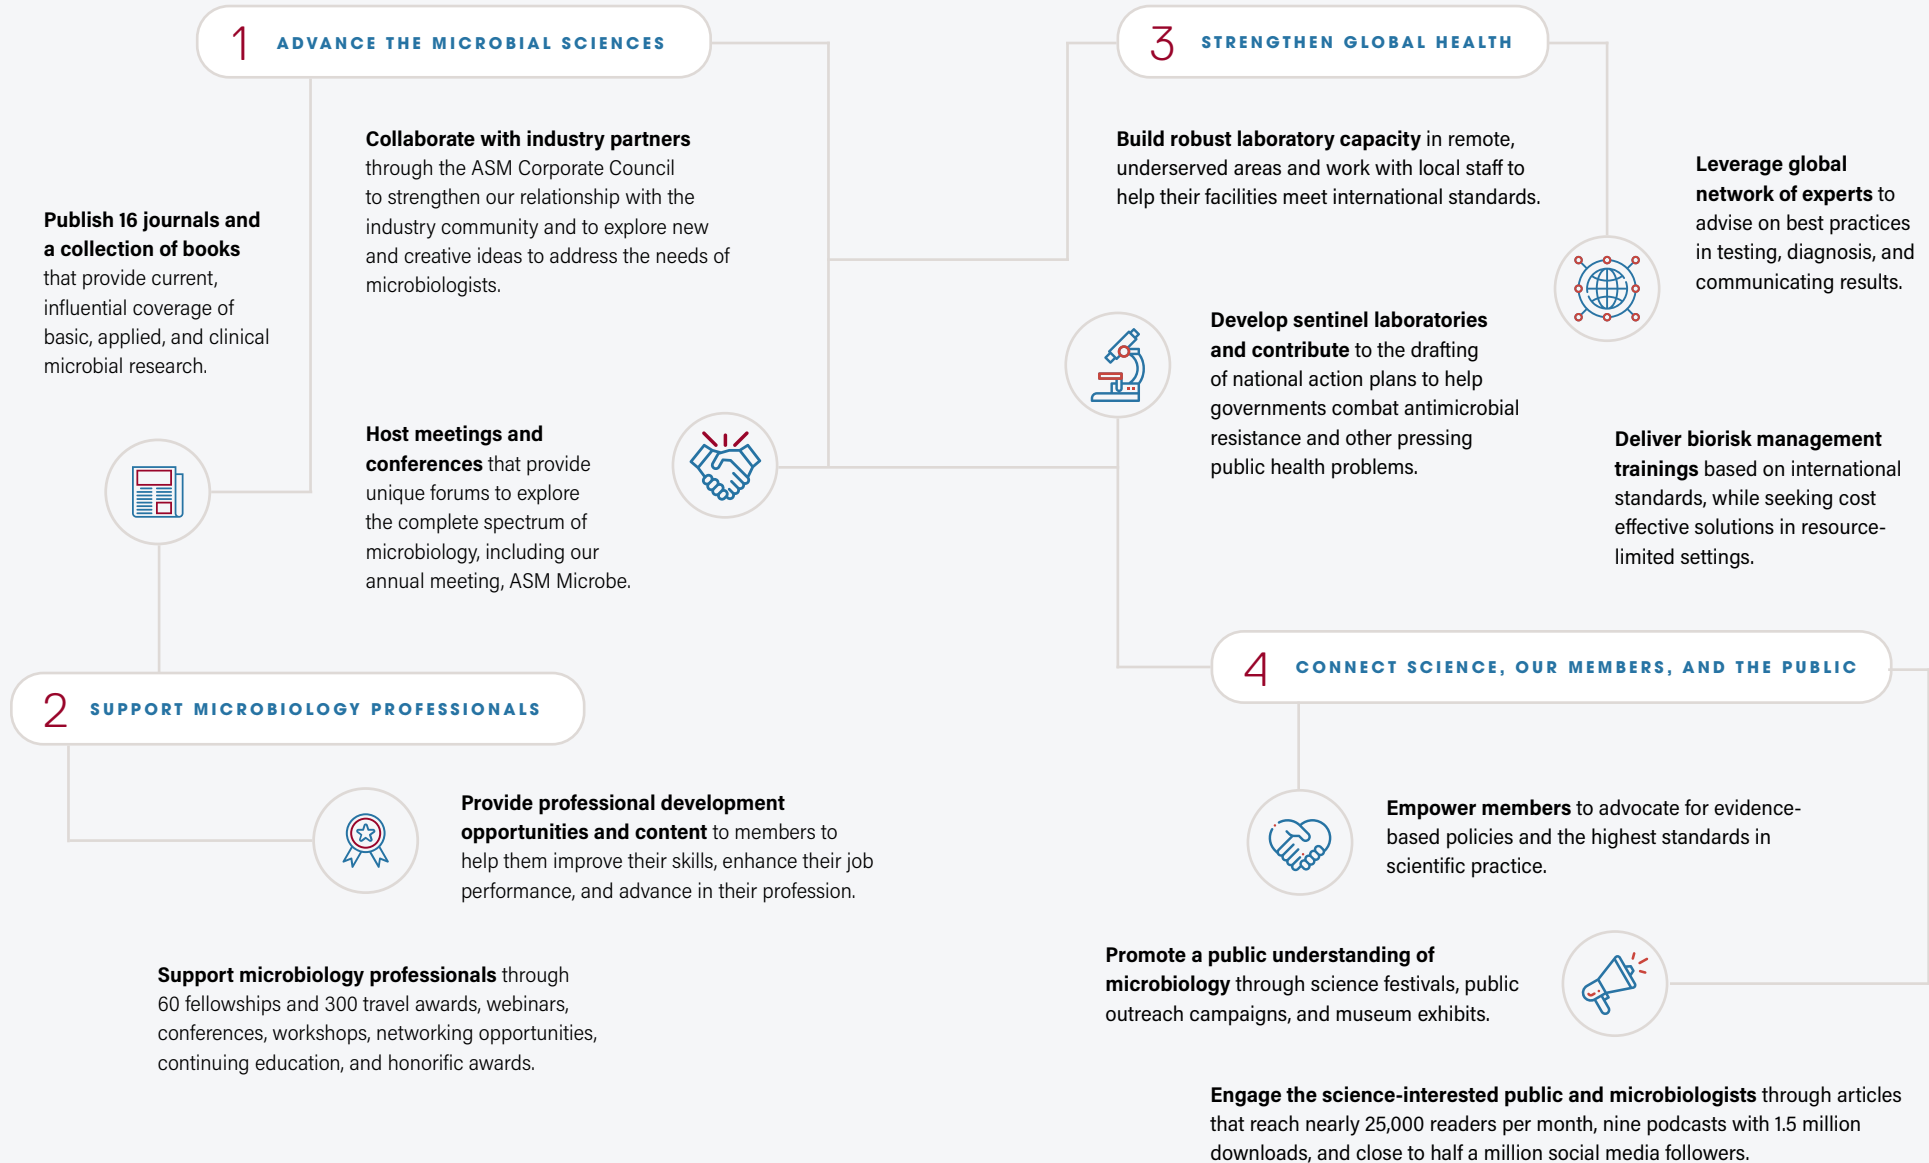 1 ADVANCE THE MICROBIAL SCIENCES
Publish 16 journals and
a collection of books
that provide current,
influential coverage of
basic, applied, and clinical
microbial research.
Collaborate with industry partners
through the ASM Corporate Council
to strengthen our relationship with the
industry community and to explore new
and creative ideas to address the needs of
microbiologists.
Host meetings and
conferences that provide
unique forums to explore
the complete spectrum of
microbiology, including our
annual meeting, ASM Microbe.
2 SUPPORT MICROBIOLOGY PROFESSIONALS
Provide professional development
opportunities and content to members to
help them improve their skills, enhance their job
performance, and advance in their profession.
Support microbiology professionals through
60 fellowships and 300 travel awards, webinars,
conferences, workshops, networking opportunities,
continuing education, and honorific awards.
3 STRENGTHEN GLOBAL HEALTH
Build robust laboratory capacity in remote,
underserved areas and work with local staff to
help their facilities meet international standards.
Leverage global
network of experts to
advise on best practices
in testing, diagnosis, and
communicating results.
Develop sentinel laboratories
and contribute to the drafting
of national action plans to help
governments combat antimicrobial
resistance and other pressing
public health problems.
Deliver biorisk management
trainings based on international
standards, while seeking cost
effective solutions in resource-
limited settings.
4 CONNECT SCIENCE, OUR MEMBERS, AND THE PUBLIC
Empower members to advocate for evidence-
based policies and the highest standards in
scientific practice.
Promote a public understanding of
microbiology through science festivals, public
outreach campaigns, and museum exhibits.
Engage the science-interested public and microbiologists through articles
that reach nearly 25,000 readers per month, nine podcasts with 1.5 million
downloads, and close to half a million social media followers.